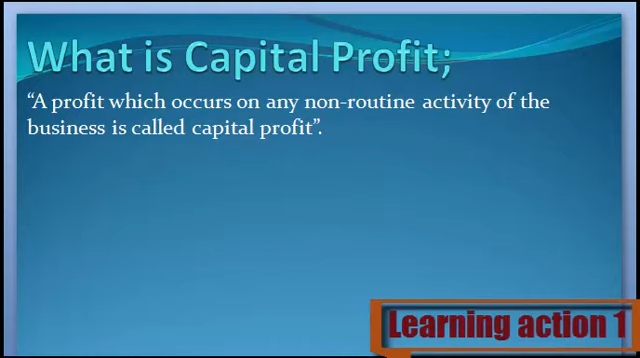 What is Capital Profit;
“A profit which occurs on any non-routine activity of the
business is called capital profit”.
Learning action 1